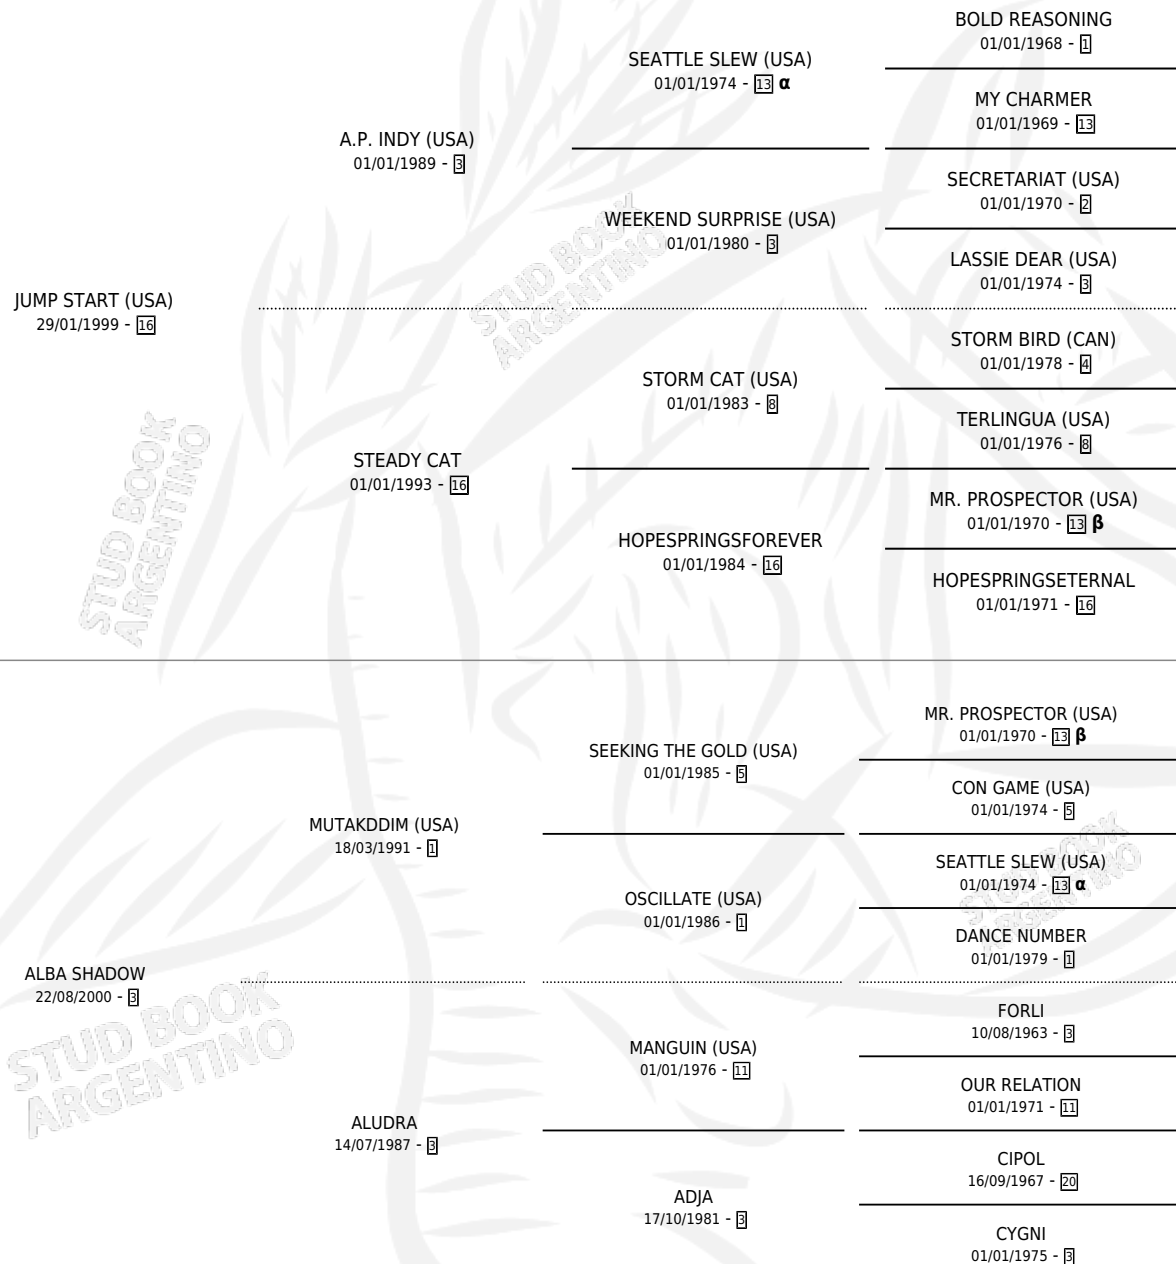 BOLD REASONING
01/01/1968 - 1
SEATTLE SLEW (USA)
01/01/1974 - 13 α
MY CHARMER
01/01/1969 - 13
A.P. INDY (USA)
01/01/1989 - 3
SECRETARIAT (USA)
01/01/1970 - 2
WEEKEND SURPRISE (USA)
01/01/1980 - 3
LASSIE DEAR (USA)
01/01/1974 - 3
JUMP START (USA)
29/01/1999 - 16
STORM BIRD (CAN)
01/01/1978 - 4
STORM CAT (USA)
01/01/1983 - 8
TERLINGUA (USA)
01/01/1976 - 8
STEADY CAT
01/01/1993 - 16
MR. PROSPECTOR (USA)
01/01/1970 - 13 β
HOPESPRINGSFOREVER
01/01/1984 - 16
HOPESPRINGSETERNAL
01/01/1971 - 16
MR. PROSPECTOR (USA)
01/01/1970 - 13 β
SEEKING THE GOLD (USA)
01/01/1985 - 5
CON GAME (USA)
01/01/1974 - 5
MUTAKDDIM (USA)
18/03/1991 - 1
SEATTLE SLEW (USA)
01/01/1974 - 13 α
OSCILLATE (USA)
01/01/1986 - 1
DANCE NUMBER
01/01/1979 - 1
ALBA SHADOW
22/08/2000 - 3
FORLI
10/08/1963 - 3
MANGUIN (USA)
01/01/1976 - 11
OUR RELATION
01/01/1971 - 11
ALUDRA
14/07/1987 - 3
CIPOL
16/09/1967 - 20
ADJA
17/10/1981 - 3
CYGNI
01/01/1975 - 3
STUD BOOK
ARGENTINO
STUD BOOK
ARGENTINO
STUD BOOK
ARGENTINO
STUD BOOK
ARGENTINO